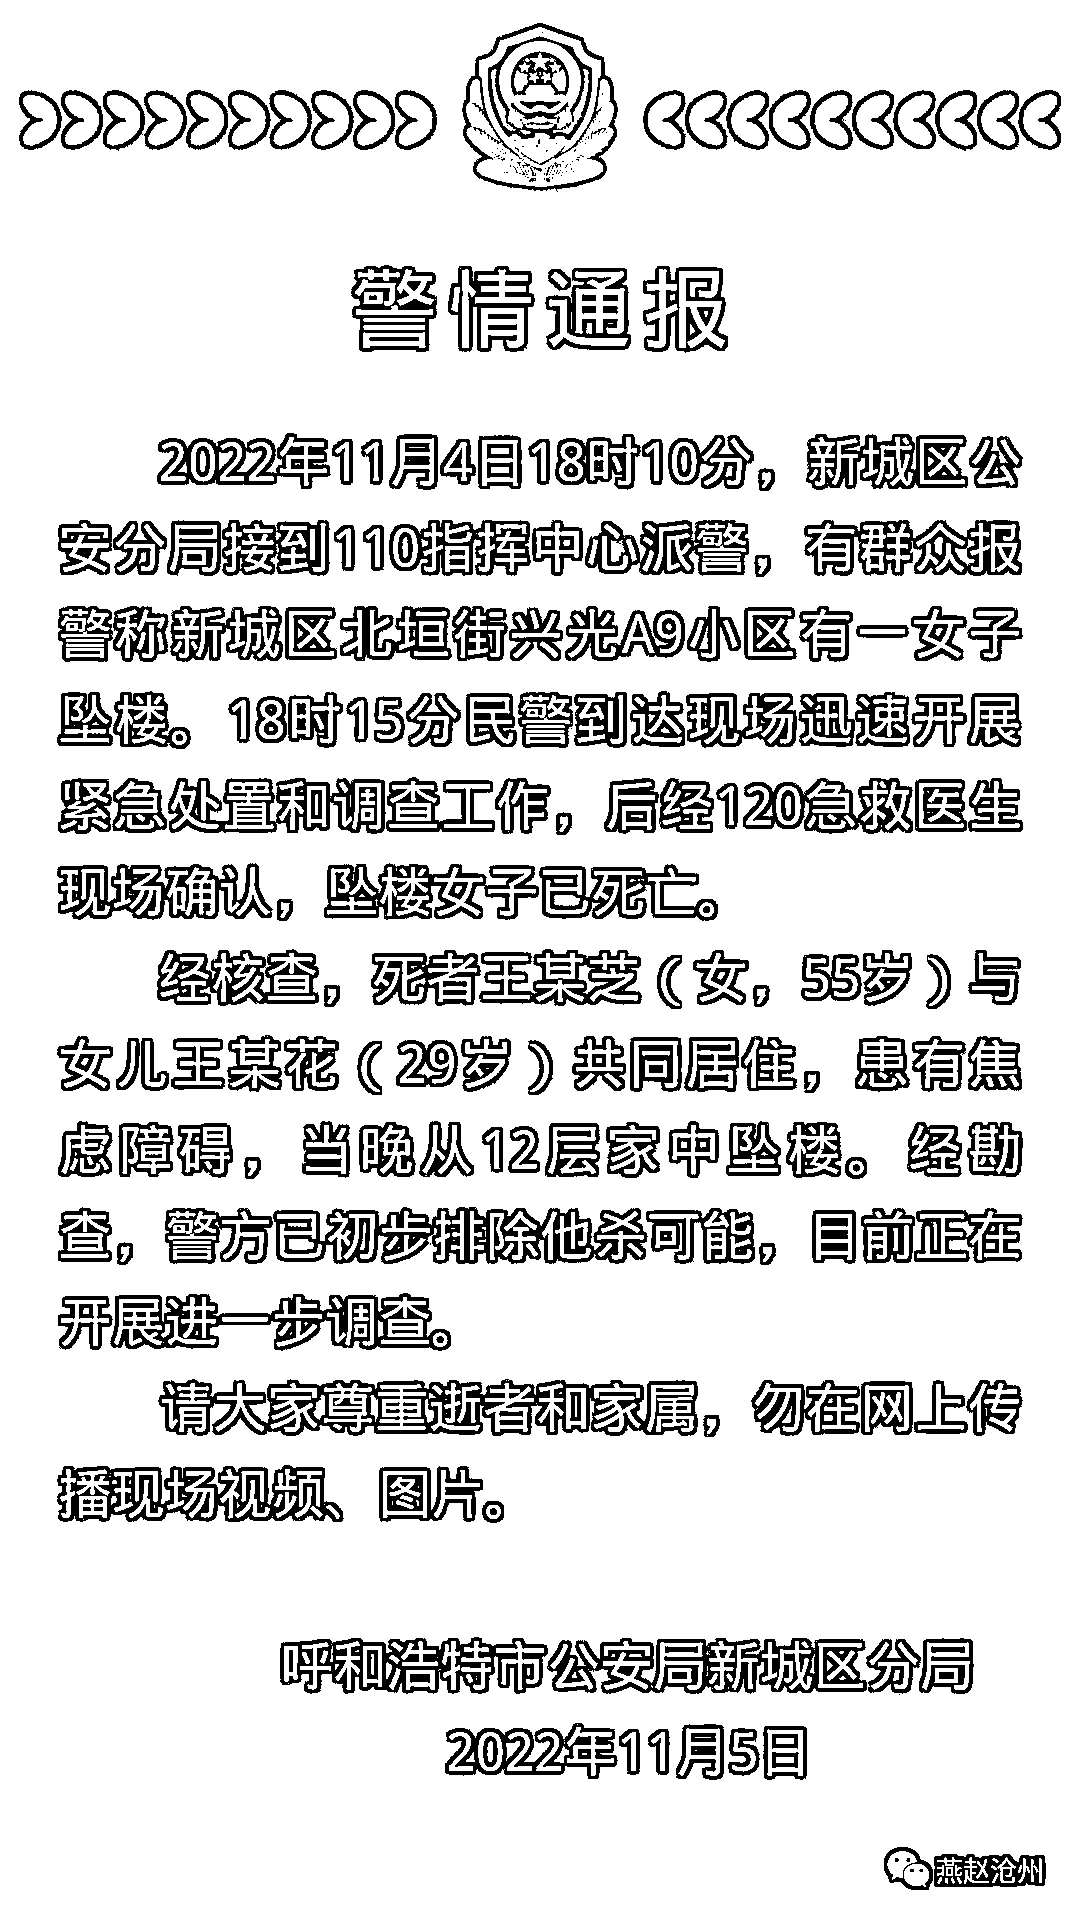 警情通报
2022年11月4日18时10分，新城区公
安分局接到110指挥中心派警，有群众报
警称新城区北垣街兴光A9小区有一女子
坠楼。18时15分民警到达现场迅速开展
紧急处置和调查工作，后经120急救医生
现场确认，坠楼女子已死亡。
经核查，死者王某芝（女，55岁）与
女儿王某花（29岁）共同居住，患有焦
虑障碍，当晚从12层家中坠楼。经勘
查，警方已初步排除他杀可能，目前正在
开展进一步调查。
请大家尊重逝者和家属，勿在网上传
播现场视频、图片。
呼和浩特市公安局新城区分局
2022年11月5日
燕赵沧州